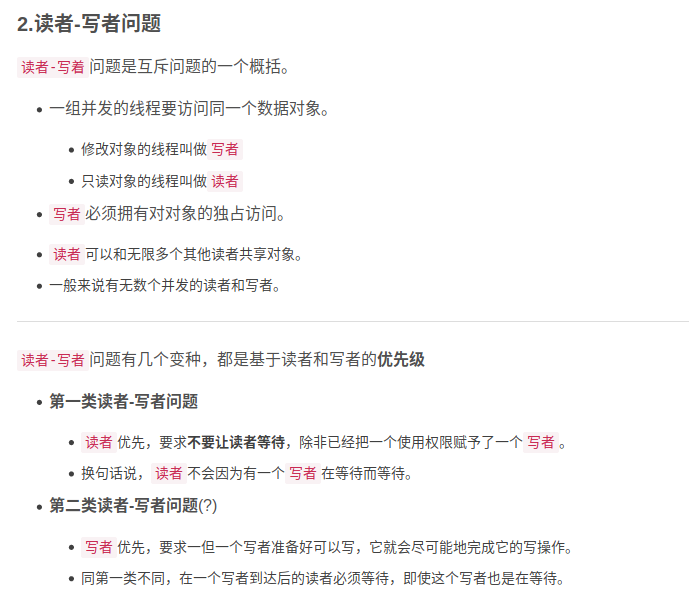 2.读者-写者问题
读者-写着问题是互斥问题的一个概括。
一组并发的线程要访问同一个数据对象。
修改对象的线程叫做写者
只读对象的线程叫做读者
写者必须拥有对对象的独占访问。
读者可以和无限多个其他读者共享对象。
一般来说有无数个并发的读者和写者。
读者-写者问题有几个变种，都是基于读者和写者的优先级
第一类读者-写者问题
读者优先，要求不要让读者等待，除非已经把一个使用权限赋予了一个写者。
换句话说，读者不会因为有一个写者在等待而等待。
第二类读者-写者问题(?)
写者优先，要求一但一个写者准备好可以写，它就会尽可能地完成它的写操作。
同第一类不同，在一个写者到达后的读者必须等待，即使这个写者也是在等待。